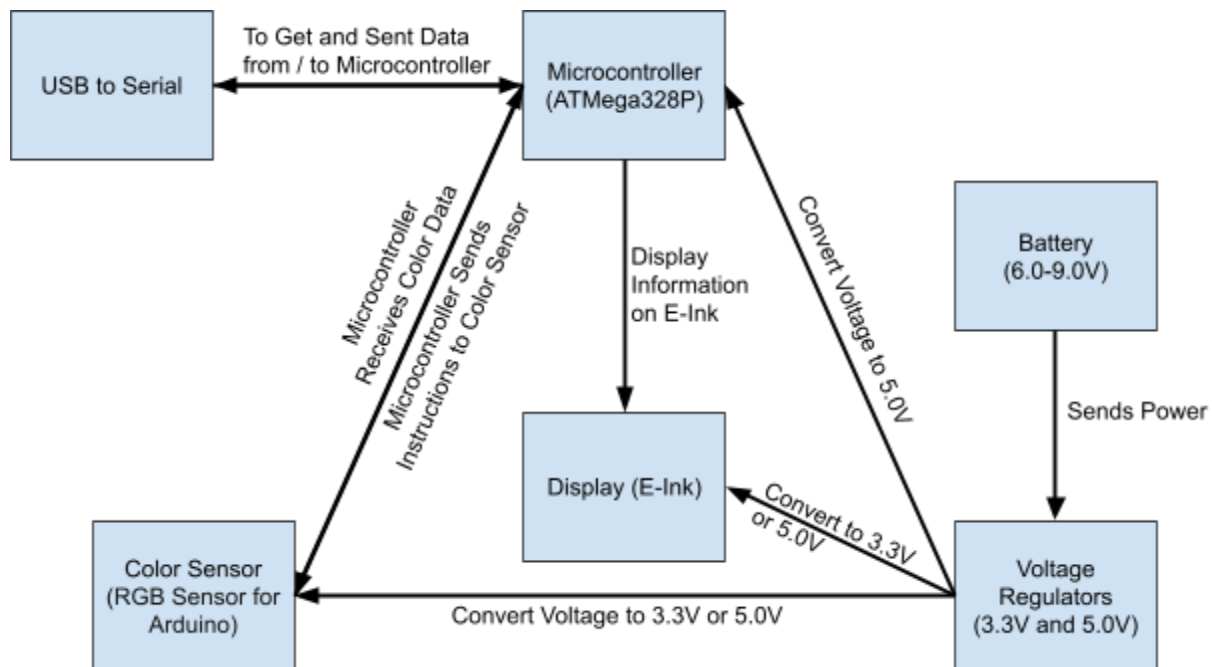 To Get and Sent Data
from / to Microcontroller
USB to Serial
Microcontroller
(ATMega328P)
Microcontroller
Receives Color Data
Microcontroller Sends
Instructions to Color Sensor
Display
Information
on E-Ink
Convert Voltage to 5.0V
Battery
(6.0-9.0V)
Sends Power
Display (E-Ink)
Convert to 3.3V
or 5.0V
Color Sensor
(RGB Sensor for
Arduino)
Convert Voltage to 3.3V or 5.0V
Voltage
Regulators
(3.3V and 5.0V)